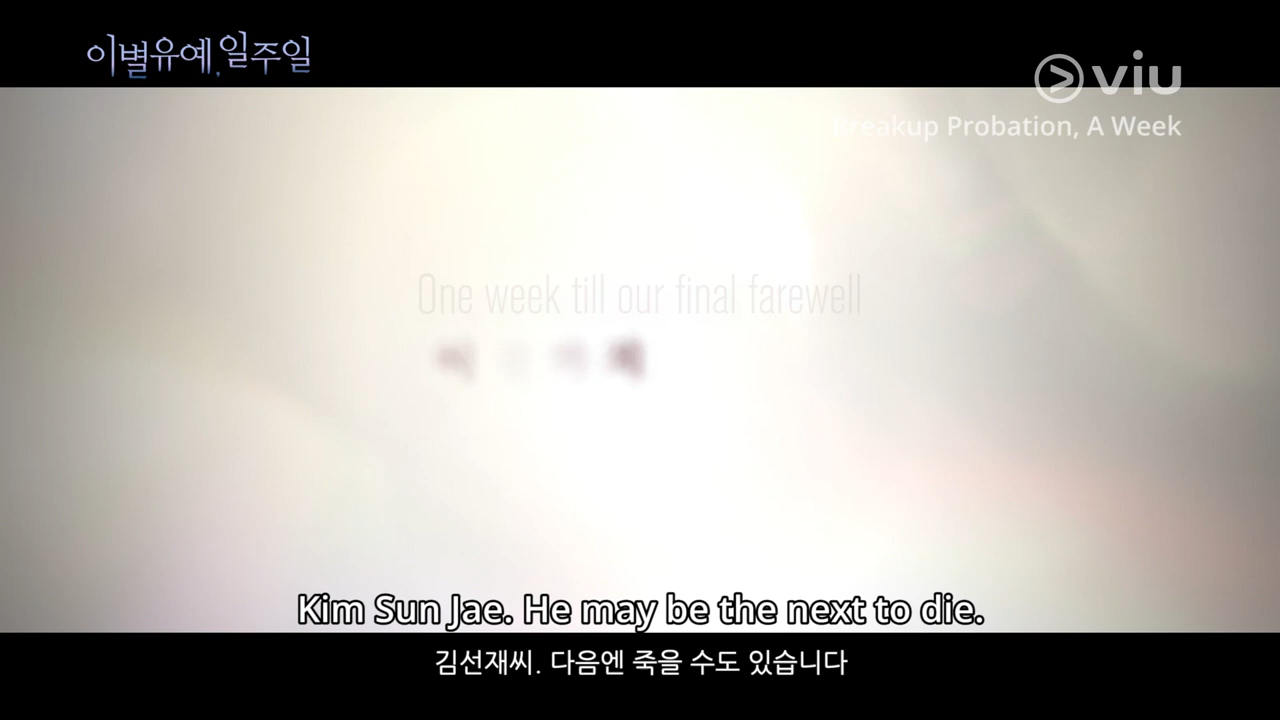 이별유예, 일주일
viu
Breakup Probation, A Week
One week till our final farewell
Kim Sun Jae. He may be the next to die.
김선재씨. 다음엔 죽을 수도 있습니다